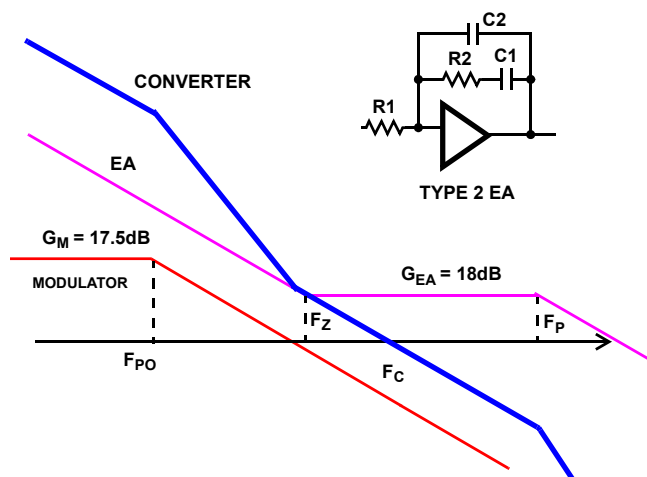 C2
CONVERTER
R2
C1
R1
EA
TYPE 2 EA
GM = 17.5dB
GEA = 18dB
MODULATOR
FZ
FP
FPO
FC